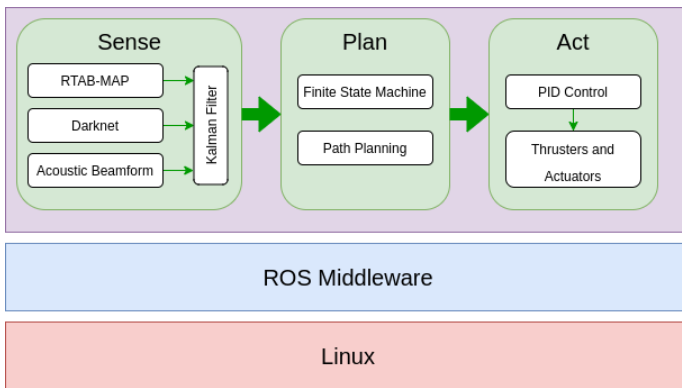 Sense
RTAB-MAP
Darknet
Acoustic Beamform
Kalman Filter
Plan
Finite State Machine
Path Planning
Act
PID Control
Thrusters and
Actuators
ROS Middleware
Linux